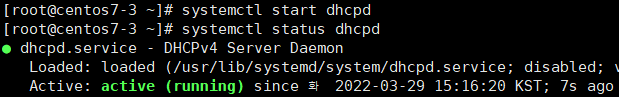 [root@centos7-3 ~]# systemctl start dhcpd
[root@centos7-3 ~]# systemctl status dhcpd
● dhcpd.service - DHCPv4 Server Daemon
Loaded: loaded (/usr/lib/systemd/system/dhcpd.service; disabled; v
Active: active (running) since 2022-03-29 15:16:20 KST; 7s ago